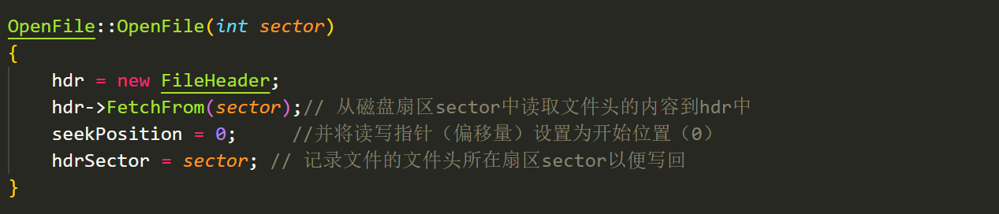 OpenFile::OpenFile(int sector)
{
    hdr = new FileHeader;
    hdr->FetchFrom(sector);// 从磁盘扇区sector中读取文件头的内容到hdr中
    seekPosition = 0;     //并将读写指针（偏移量）设置为开始位置（0）
    hdrSector = sector; // 记录文件的文件头所在扇区sector以便写回
}